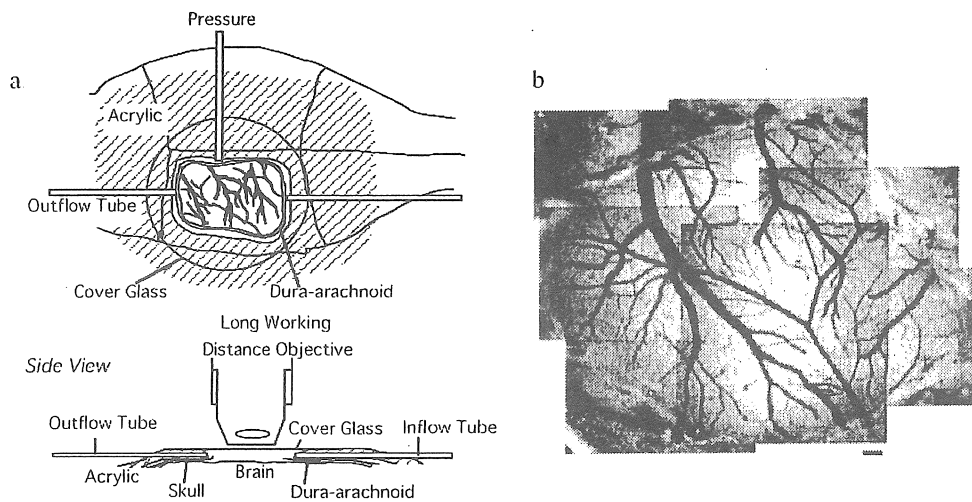 Pressure
a
Acrylic
Outflow Tube
Cover Glass
Dura-arachnoid
Long Working
Distance Objective
Side View
Outflow Tube
Cover Glass
Inflow Tube
Acrylic
Brain
Skull
Dura-arachnoid
b